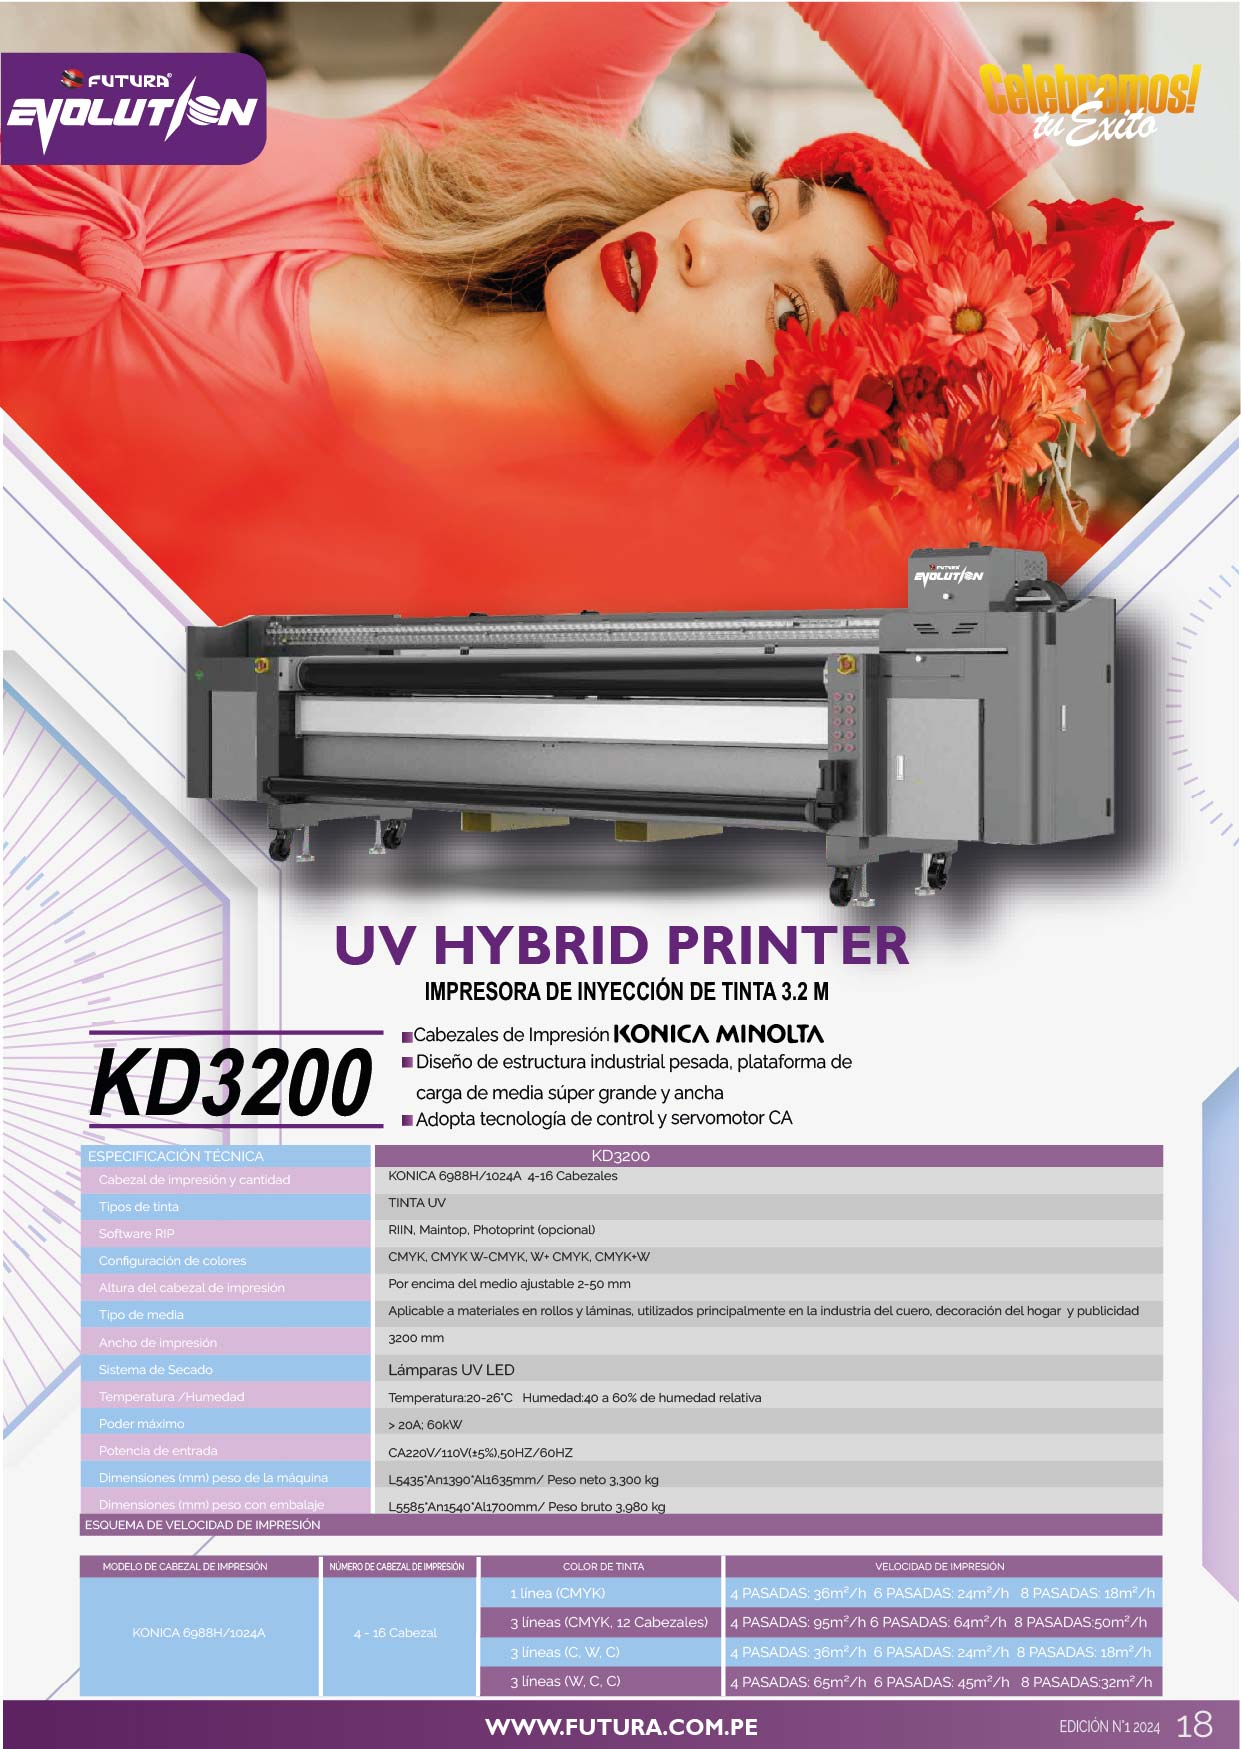 FUTURA®
EVOLUTION
Celebramos!
tu Éxito
FUTURA
EVOLUTION
UV HYBRID PRINTER
IMPRESORA DE INYECCIÓN DE TINTA 3.2 M
KD3200
Cabezales de Impresión KONICA MINOLTA
Diseño de estructura industrial pesada, plataforma de
carga de media súper grande y ancha
Adopta tecnología de control y servomotor CA
ESPECIFICACIÓN TÉCNICA KD3200
Cabezal de impresión y cantidad KONICA 6988H/1024A 4-16 Cabezales
Tipos de tinta TINTA UV
Software RIP RIIN, Maintop, Photoprint (opcional)
Configuración de colores CMYK, CMYK W-CMYK, W+ CMYK, CMYK+W
Altura del cabezal de impresión Por encima del medio ajustable 2-50 mm
Tipo de media Aplicable a materiales en rollos y láminas, utilizados principalmente en la industria del cuero, decoración del hogar y publicidad
Ancho de impresión 3200 mm
Sistema de Secado Lámparas UV LED
Temperatura /Humedad Temperatura:20-26°C Humedad:40 a 60% de humedad relativa
Poder máximo > 20A; 60kW
Potencia de entrada CA220V/110V(±5%),50HZ/60HZ
Dimensiones (mm) peso de la máquina L5435*An1390*Al1635mm/ Peso neto 3,300 kg
Dimensiones (mm) peso con embalaje L5585*An1540*Al1700mm/ Peso bruto 3,980 kg
ESQUEMA DE VELOCIDAD DE IMPRESIÓN
MODELO DE CABEZAL DE IMPRESIÓN NÚMERO DE CABEZAL DE IMPRESIÓN COLOR DE TINTA VELOCIDAD DE IMPRESIÓN
KONICA 6988H/1024A 4 - 16 Cabezal
1 línea (CMYK) 4 PASADAS: 36m²/h 6 PASADAS: 24m²/h 8 PASADAS: 18m²/h
3 líneas (CMYK, 12 Cabezales) 4 PASADAS: 95m²/h 6 PASADAS: 64m²/h 8 PASADAS:50m²/h
3 líneas (C, W, C) 4 PASADAS: 36m²/h 6 PASADAS: 24m²/h 8 PASADAS: 18m²/h
3 líneas (W, C, C) 4 PASADAS: 65m²/h 6 PASADAS: 45m²/h 8 PASADAS:32m²/h
WWW.FUTURA.COM.PE
EDICIÓN N°1 2024 18